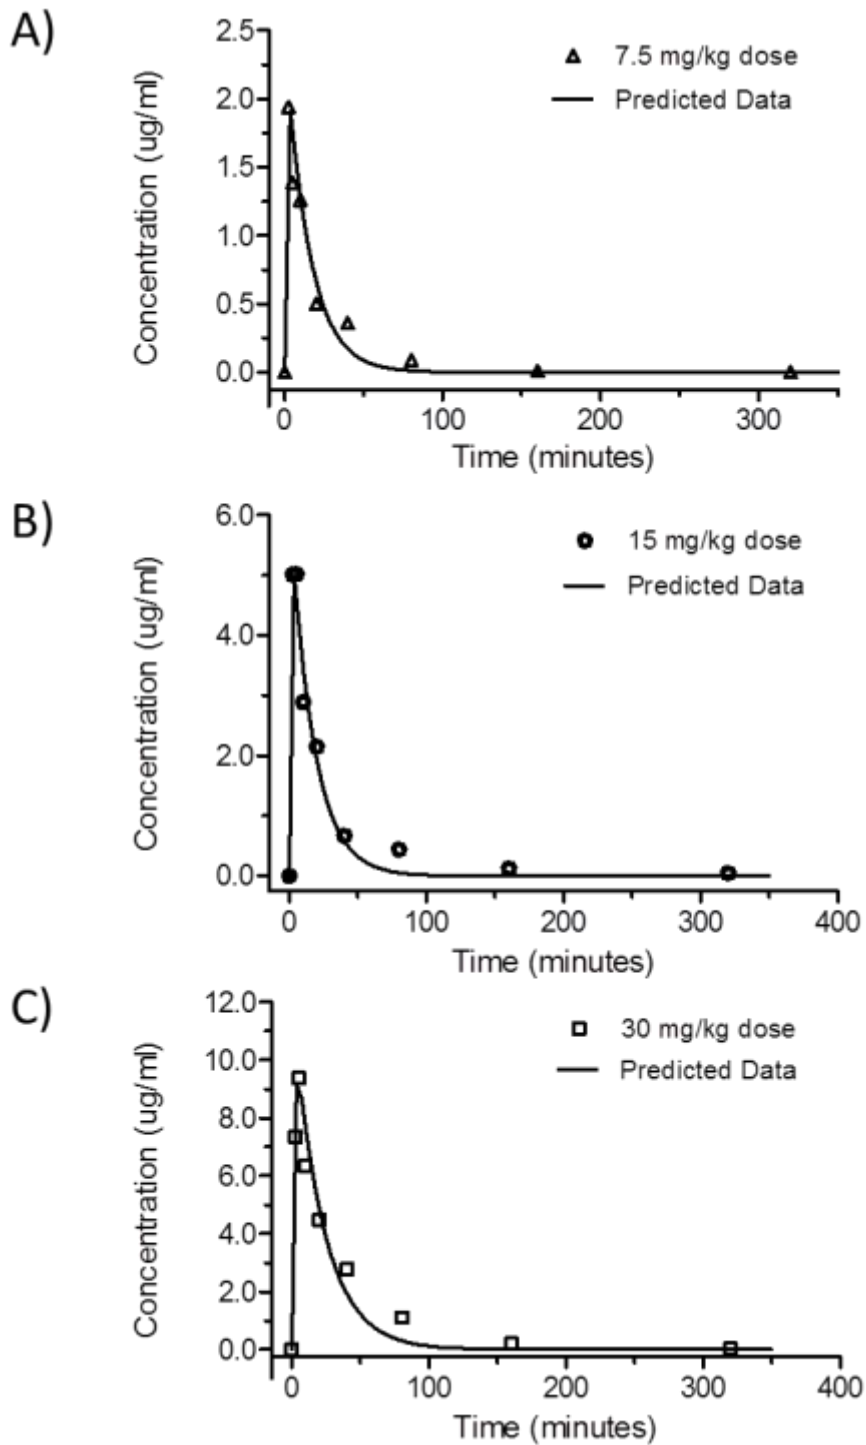 A)
2.5
2.0
1.5
1.0
0.5
0.0
Concentration (ug/ml)
7.5 mg/kg dose
Predicted Data
0 100 200 300
Time (minutes)
B)
6.0
4.0
2.0
0.0
Concentration (ug/ml)
15 mg/kg dose
Predicted Data
0 100 200 300 400
Time (minutes)
C)
12.0
10.0
8.0
6.0
4.0
2.0
0.0
Concentration (ug/ml)
30 mg/kg dose
Predicted Data
0 100 200 300 400
Time (minutes)